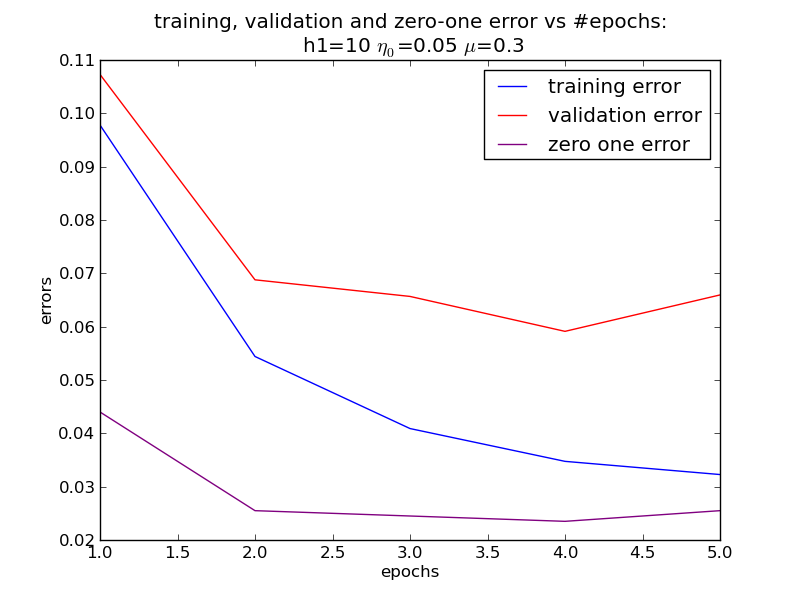 training, validation and zero-one error vs #epochs:
h1=10 η₀=0.05 μ=0.3
0.11
0.10
0.09
0.08
0.07
0.06
0.05
0.04
0.03
0.02
errors
training error
validation error
zero one error
1.0 1.5 2.0 2.5 3.0 3.5 4.0 4.5 5.0
epochs